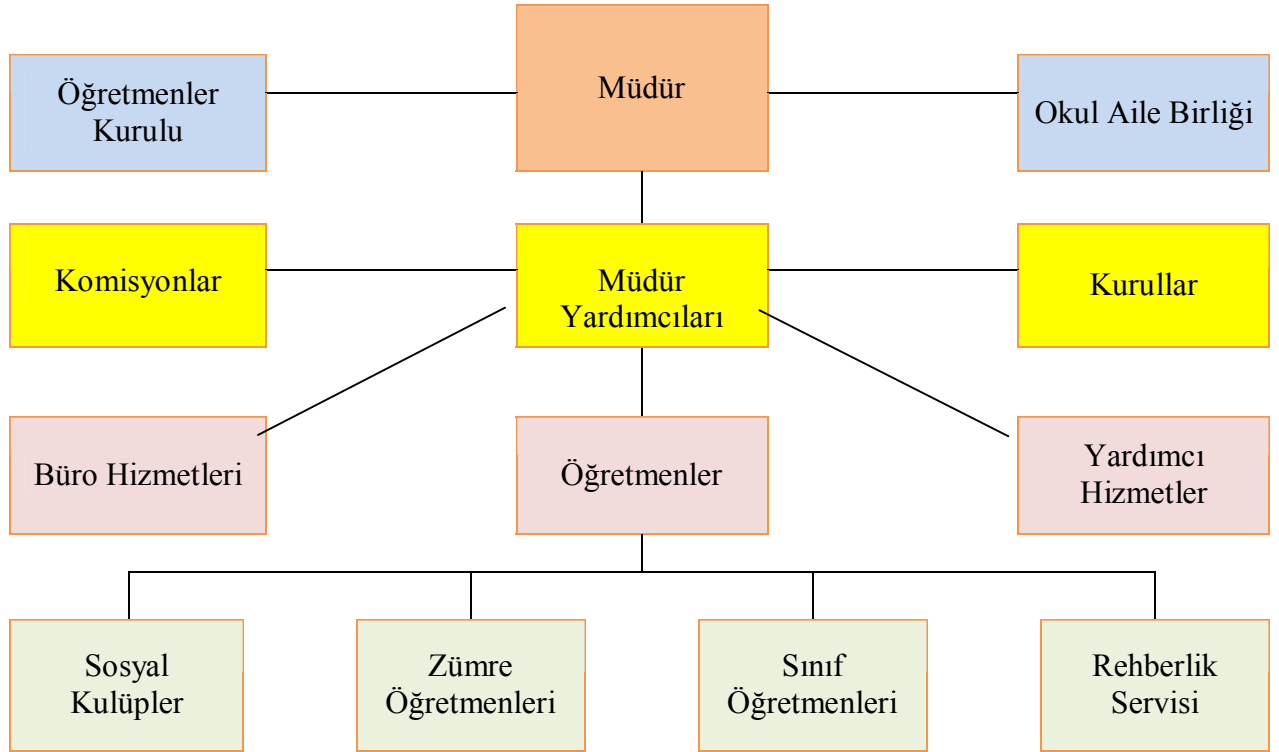 Müdür
Öğretmenler
Kurulu
Okul Aile Birliği
Komisyonlar
Müdür
Yardımcıları
Kurullar
Büro Hizmetleri
Öğretmenler
Yardımcı
Hizmetler
Sosyal
Kulüpler
Zümre
Öğretmenleri
Sınıf
Öğretmenleri
Rehberlik
Servisi